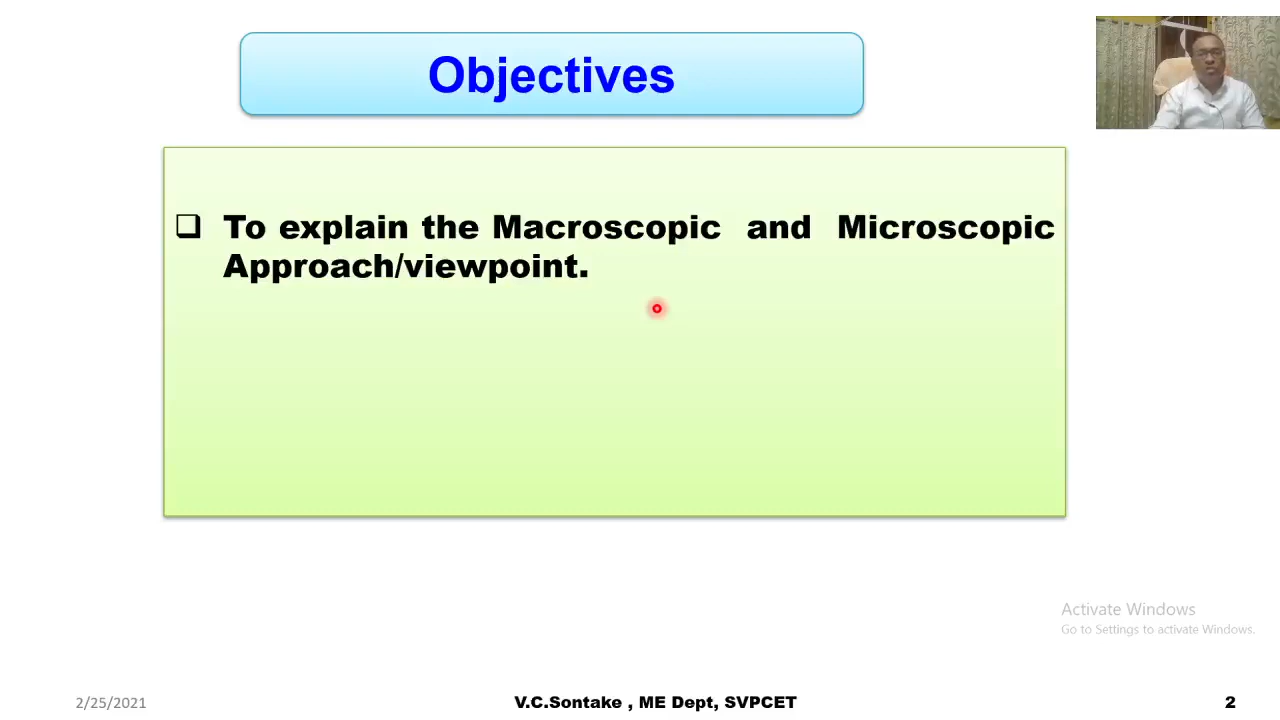 Objectives
To explain the Macroscopic and Microscopic
Approach/viewpoint.
Activate Windows
Go to Settings to activate Windows.
2/25/2021
V.C.Sontake , ME Dept, SVPCET
2